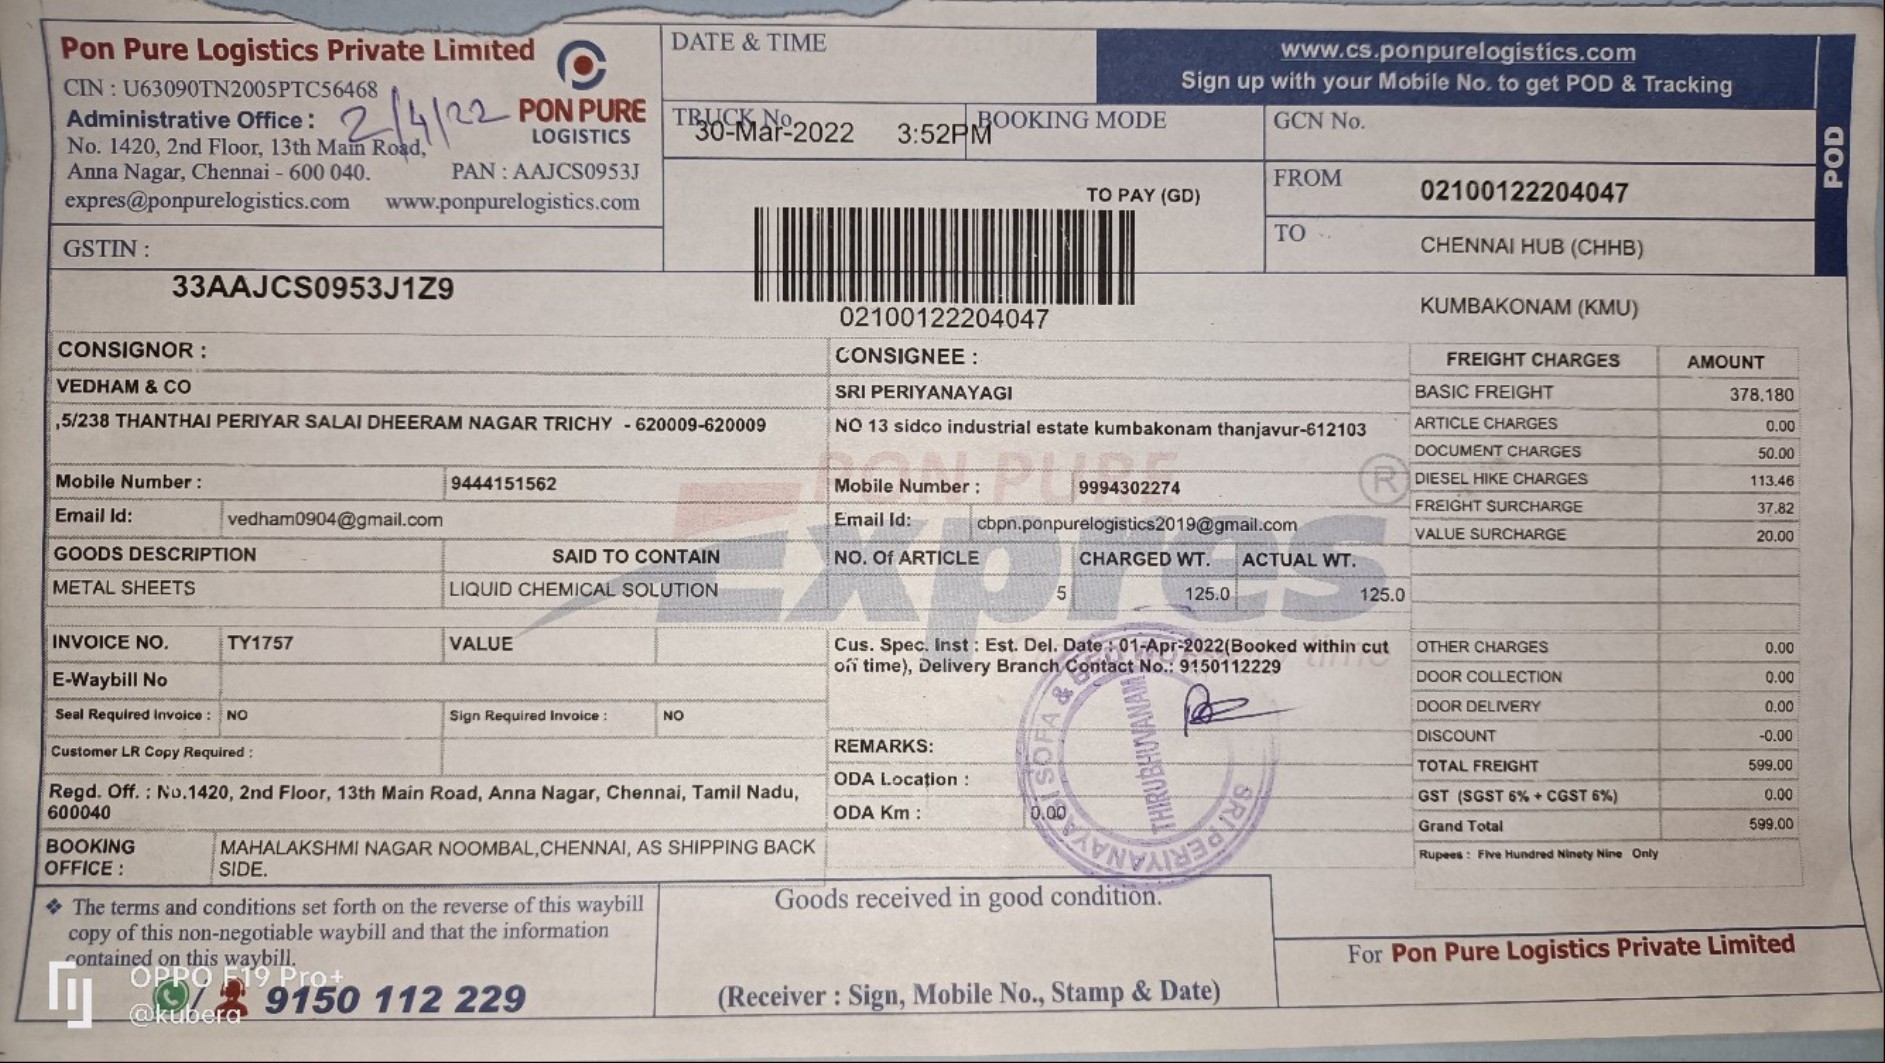 Pon Pure Logistics Private Limited
CIN : U63090TN2005PTC56468
Administrative Office :
2/4/22
No. 1420, 2nd Floor, 13th Main Road,
Anna Nagar, Chennai - 600 040. PAN : AAJCS0953J
expres@ponpurelogistics.com www.ponpurelogistics.com
PON PURE
LOGISTICS
GSTIN :
33AAJCS0953J1Z9
DATE & TIME
www.cs.ponpurelogistics.com
Sign up with your Mobile No. to get POD & Tracking
POD
TRUCK No.
30-Mar-2022 3:52PM
BOOKING MODE
TO PAY (GD)
02100122204047
GCN No.
FROM
02100122204047
TO
CHENNAI HUB (CHHB)
KUMBAKONAM (KMU)
CONSIGNOR :
VEDHAM & CO
,5/238 THANTHAI PERIYAR SALAI DHEERAM NAGAR TRICHY - 620009-620009
Mobile Number : 9444151562
Email Id: vedham0904@gmail.com
CONSIGNEE :
SRI PERIYANAYAGI
NO 13 sidco industrial estate kumbakonam thanjavur-612103
Mobile Number : 9994302274
Email Id: cbpn.ponpurelogistics2019@gmail.com
PON PURE
Expres
®
GOODS DESCRIPTION SAID TO CONTAIN NO. Of ARTICLE CHARGED WT. ACTUAL WT.
METAL SHEETS LIQUID CHEMICAL SOLUTION 5 125.0 125.0
INVOICE NO. TY1757 VALUE
E-Waybill No
Seal Required Invoice : NO Sign Required Invoice : NO
Customer LR Copy Required :
Regd. Off. : No.1420, 2nd Floor, 13th Main Road, Anna Nagar, Chennai, Tamil Nadu,
600040
BOOKING OFFICE : MAHALAKSHMI NAGAR NOOMBAL,CHENNAI, AS SHIPPING BACK
SIDE.
Cus. Spec. Inst : Est. Del. Date : 01-Apr-2022(Booked within cut
off time), Delivery Branch Contact No.: 9150112229
REMARKS:
ODA Location :
ODA Km : 0.00
SRI PERIYANAYAGI SOFA & BED
THIRUBHUVANAM
FREIGHT CHARGES AMOUNT
BASIC FREIGHT 378.180
ARTICLE CHARGES 0.00
DOCUMENT CHARGES 50.00
DIESEL HIKE CHARGES 113.46
FREIGHT SURCHARGE 37.82
VALUE SURCHARGE 20.00
OTHER CHARGES 0.00
DOOR COLLECTION 0.00
DOOR DELIVERY 0.00
DISCOUNT -0.00
TOTAL FREIGHT 599.00
GST (SGST 6% + CGST 6%) 0.00
Grand Total 599.00
Rupees : Five Hundred Ninety Nine Only
❖ The terms and conditions set forth on the reverse of this waybill
copy of this non-negotiable waybill and that the information
contained on this waybill.
9150 112 229
Goods received in good condition.
(Receiver : Sign, Mobile No., Stamp & Date)
For Pon Pure Logistics Private Limited
OPPO F19 Pro+
@kubera